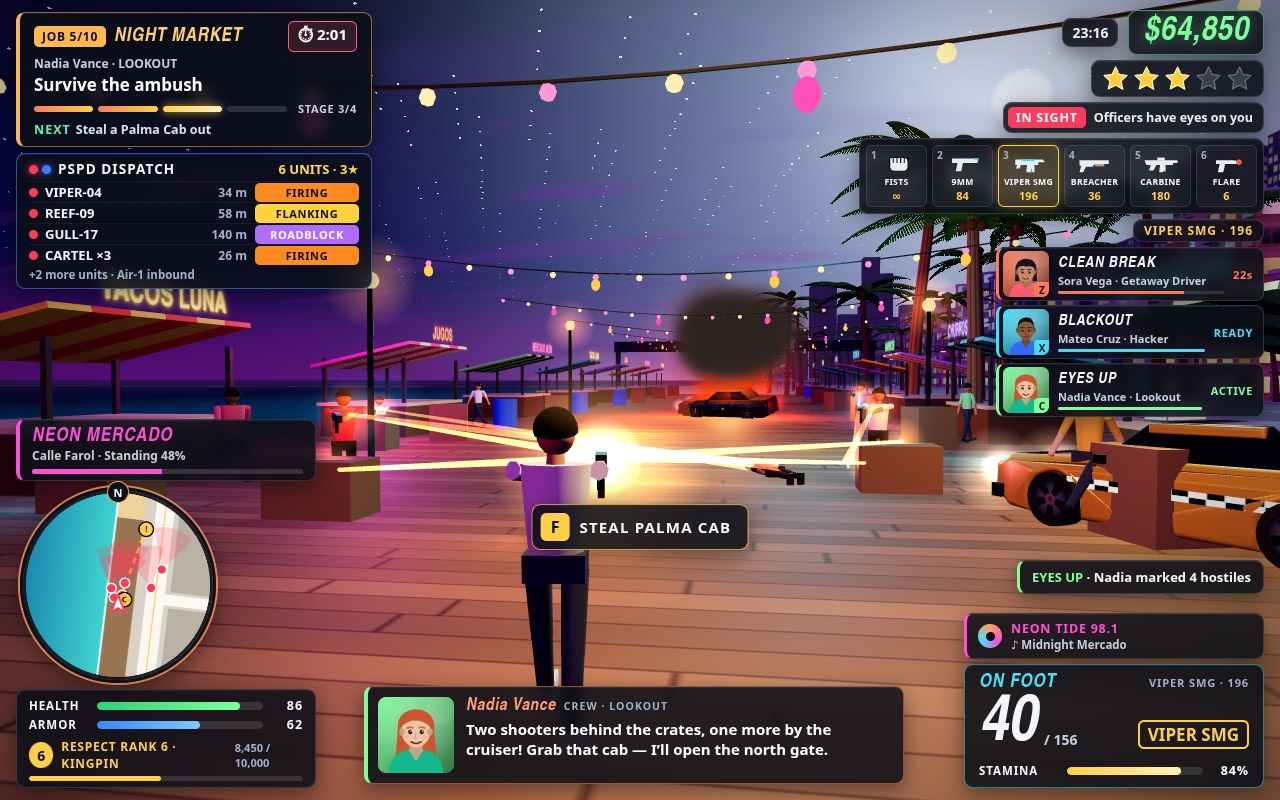 JOB 5/10 NIGHT MARKET ⏱ 2:01
Nadia Vance · LOOKOUT
Survive the ambush
STAGE 3/4
NEXT Steal a Palma Cab out
PSPD DISPATCH 6 UNITS · 3★
VIPER-04 34 m FIRING
REEF-09 58 m FLANKING
GULL-17 140 m ROADBLOCK
CARTEL ×3 26 m FIRING
+2 more units · Air-1 inbound
23:16 $64,850
IN SIGHT Officers have eyes on you
1 FISTS ∞
2 9MM 84
3 VIPER SMG 196
4 BREACHER 36
5 CARBINE 180
6 FLARE 6
VIPER SMG · 196
CLEAN BREAK
Sora Vega · Getaway Driver 22s
Z
BLACKOUT
Mateo Cruz · Hacker READY
X
EYES UP
Nadia Vance · Lookout ACTIVE
C
TACOS LUNA
JUGOS
NEON MERCADO
Calle Farol · Standing 48%
N
!
C
F STEAL PALMA CAB
EYES UP · Nadia marked 4 hostiles
NEON TIDE 98.1
♪ Midnight Mercado
HEALTH 86
ARMOR 62
6 RESPECT RANK 6 · KINGPIN 8,450 / 10,000
Nadia Vance CREW · LOOKOUT
Two shooters behind the crates, one more by the
cruiser! Grab that cab — I'll open the north gate.
ON FOOT VIPER SMG · 196
40 / 156 VIPER SMG
STAMINA 84%